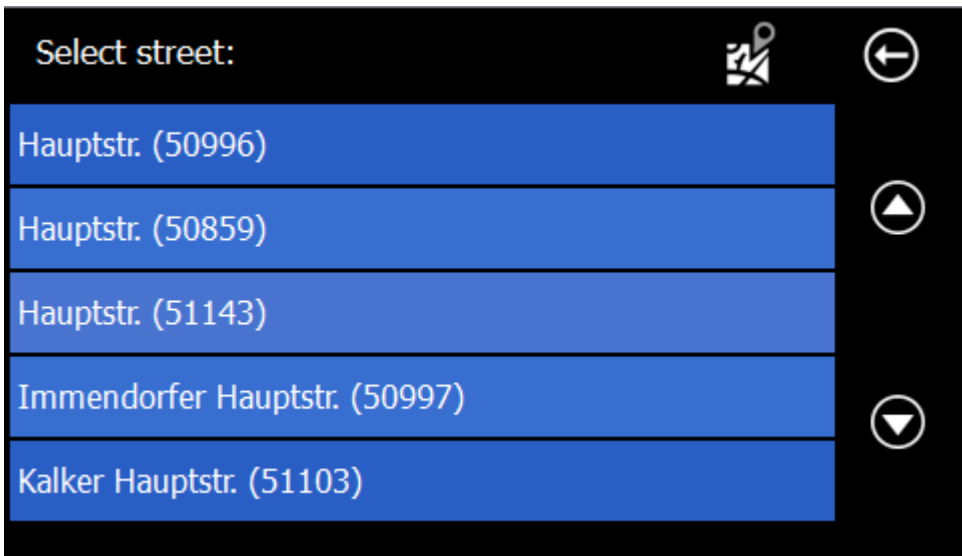 Select street:
Hauptstr. (50996)
Hauptstr. (50859)
Hauptstr. (51143)
Immendorfer Hauptstr. (50997)
Kalker Hauptstr. (51103)